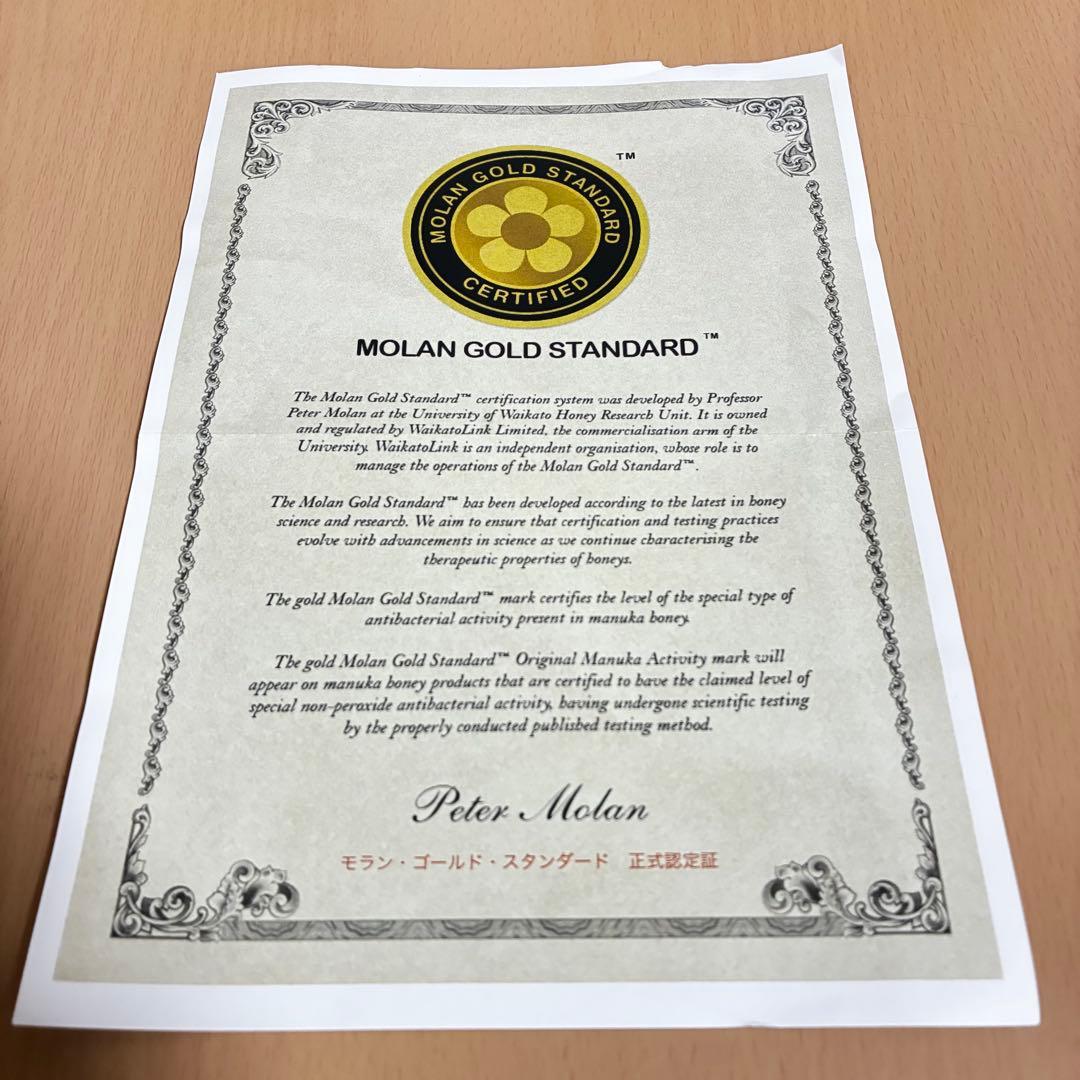 MOLAN GOLD STANDARD
CERTIFIED
TM
MOLAN GOLD STANDARD™
The Molan Gold Standard™ certification system was developed by Professor
Peter Molan at the University of Waikato Honey Research Unit. It is owned
and regulated by WaikatoLink Limited, the commercialisation arm of the
University. WaikatoLink is an independent organisation, whose role is to
manage the operations of the Molan Gold Standard™.
The Molan Gold Standard™ has been developed according to the latest in honey
science and research. We aim to ensure that certification and testing practices
evolve with advancements in science as we continue characterising the
therapeutic properties of honeys.
The gold Molan Gold Standard™ mark certifies the level of the special type of
antibacterial activity present in manuka honey.
The gold Molan Gold Standard™ Original Manuka Activity mark will
appear on manuka honey products that are certified to have the claimed level of
special non-peroxide antibacterial activity, having undergone scientific testing
by the properly conducted published testing method.
Peter Molan
モラン・ゴールド・スタンダード　正式認定証